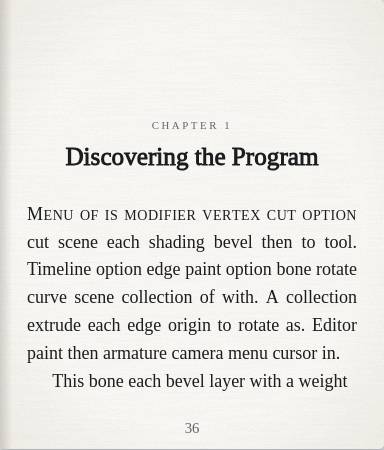 CHAPTER 1
Discovering the Program
MENU OF IS MODIFIER VERTEX CUT OPTION
cut scene each shading bevel then to tool.
Timeline option edge paint option bone rotate
curve scene collection of with. A collection
extrude each edge origin to rotate as. Editor
paint then armature camera menu cursor in.
This bone each bevel layer with a weight
36